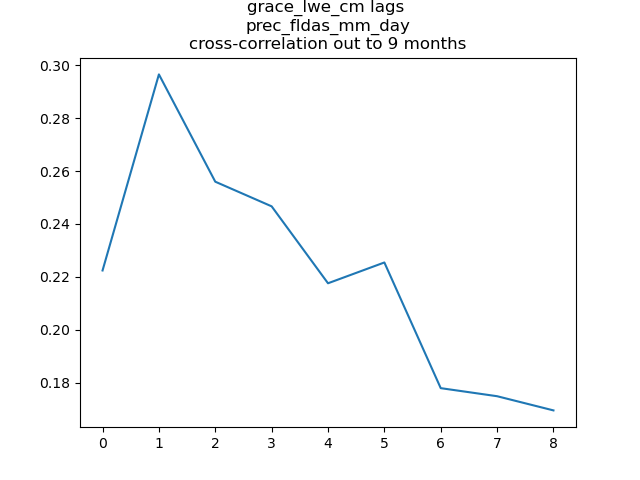 grace_lwe_cm lags
prec_fldas_mm_day
cross-correlation out to 9 months
0.30
0.28
0.26
0.24
0.22
0.20
0.18
0 1 2 3 4 5 6 7 8